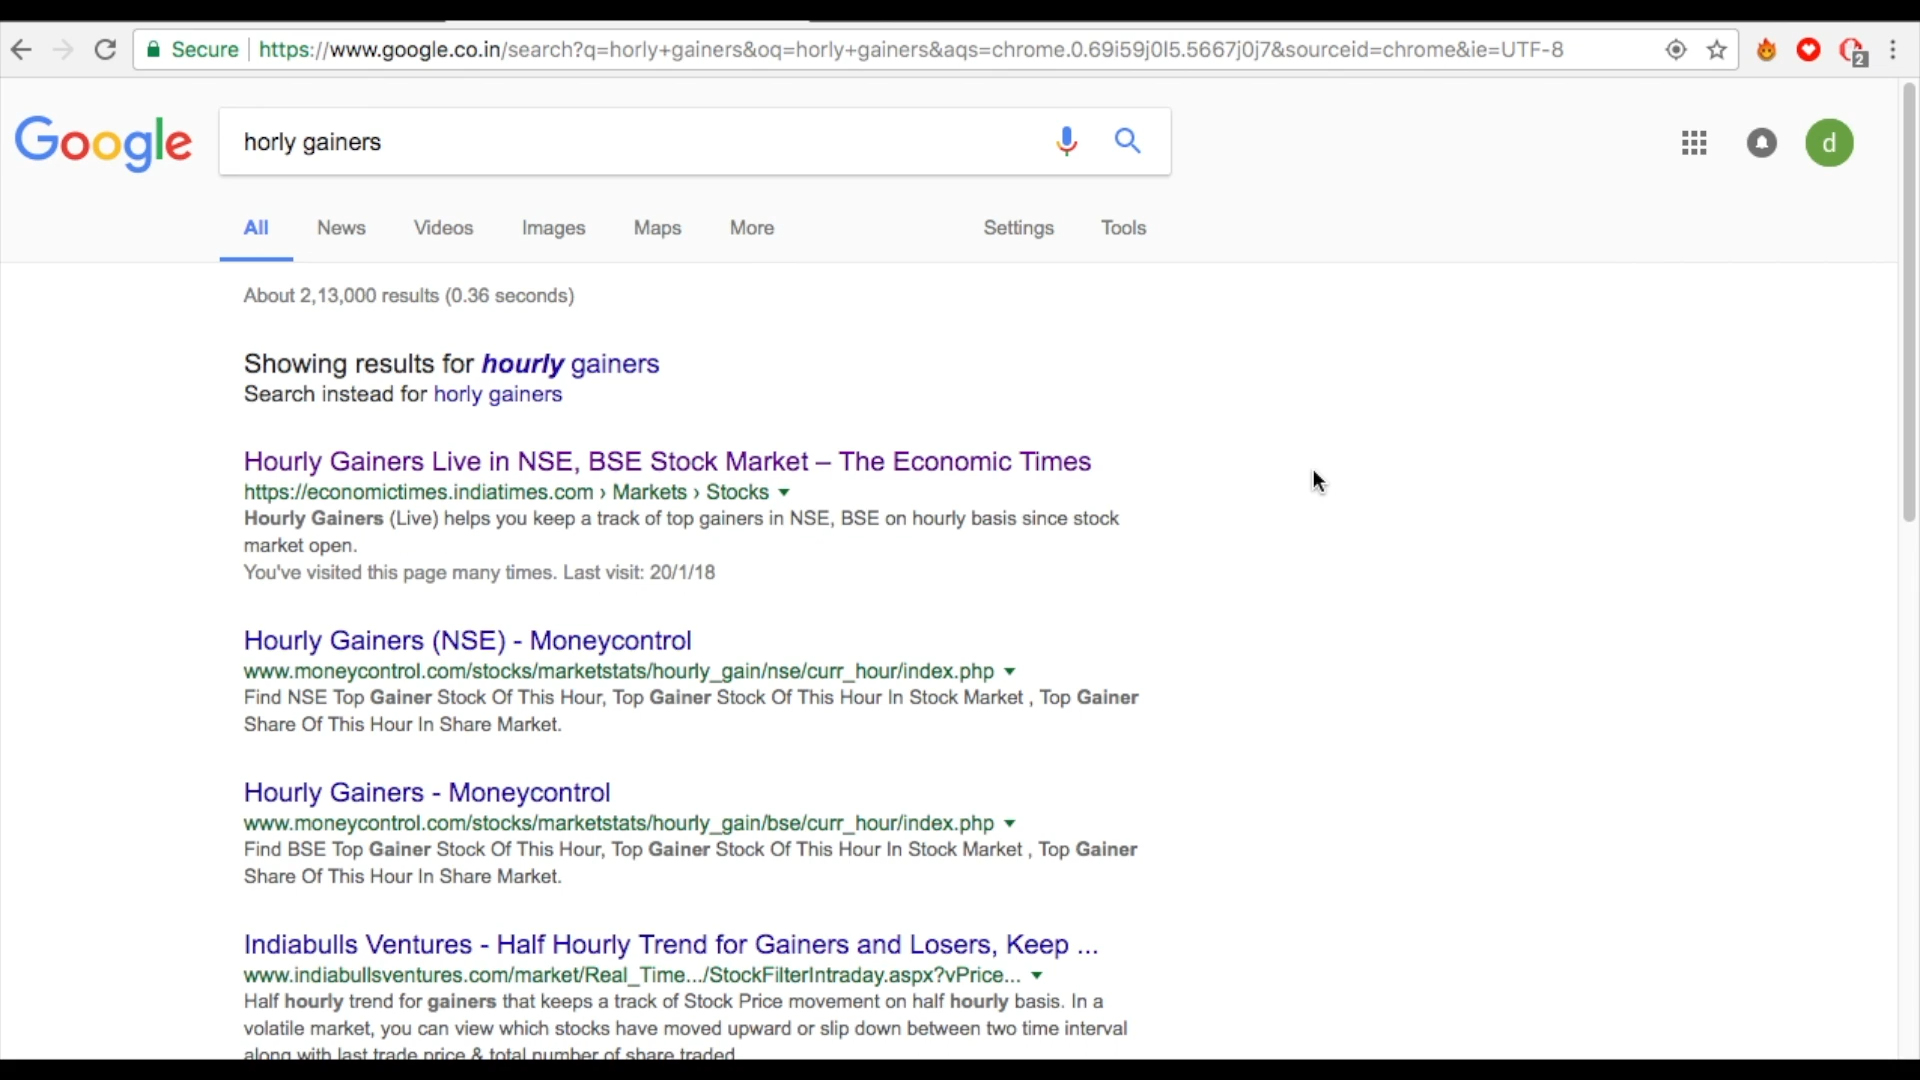 Secure https://www.google.co.in/search?q=horly+gainers&oq=horly+gainers&aqs=chrome.0.69i59j0l5.5667j0j7&sourceid=chrome&ie=UTF-8 2
Google horly gainers d
All News Videos Images Maps More Settings Tools
About 2,13,000 results (0.36 seconds)
Showing results for hourly gainers
Search instead for horly gainers
Hourly Gainers Live in NSE, BSE Stock Market – The Economic Times
https://economictimes.indiatimes.com › Markets › Stocks
Hourly Gainers (Live) helps you keep a track of top gainers in NSE, BSE on hourly basis since stock
market open.
You've visited this page many times. Last visit: 20/1/18
Hourly Gainers (NSE) - Moneycontrol
www.moneycontrol.com/stocks/marketstats/hourly_gain/nse/curr_hour/index.php
Find NSE Top Gainer Stock Of This Hour, Top Gainer Stock Of This Hour In Stock Market , Top Gainer
Share Of This Hour In Share Market.
Hourly Gainers - Moneycontrol
www.moneycontrol.com/stocks/marketstats/hourly_gain/bse/curr_hour/index.php
Find BSE Top Gainer Stock Of This Hour, Top Gainer Stock Of This Hour In Stock Market , Top Gainer
Share Of This Hour In Share Market.
Indiabulls Ventures - Half Hourly Trend for Gainers and Losers, Keep ...
www.indiabullsventures.com/market/Real_Time.../StockFilterIntraday.aspx?vPrice...
Half hourly trend for gainers that keeps a track of Stock Price movement on half hourly basis. In a
volatile market, you can view which stocks have moved upward or slip down between two time interval
along with last trade price & total number of share traded